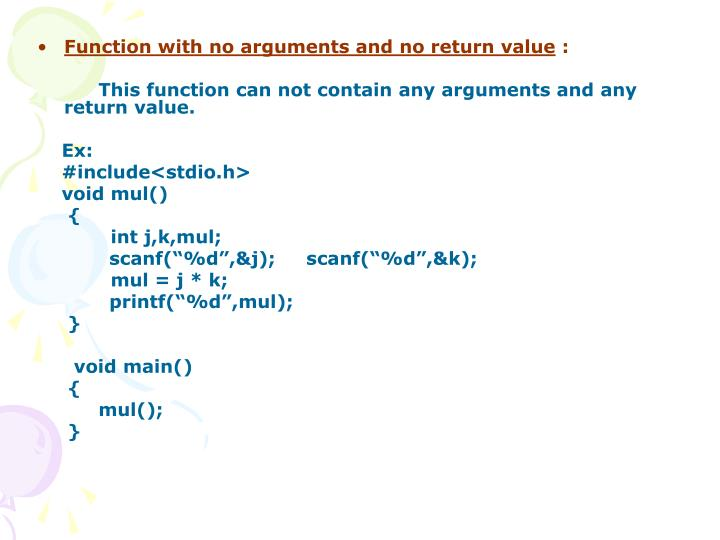 • Function with no arguments and no return value :
This function can not contain any arguments and any
return value.
Ex:
#include<stdio.h>
void mul()
{
int j,k,mul;
scanf(“%d”,&j); scanf(“%d”,&k);
mul = j * k;
printf(“%d”,mul);
}
void main()
{
mul();
}